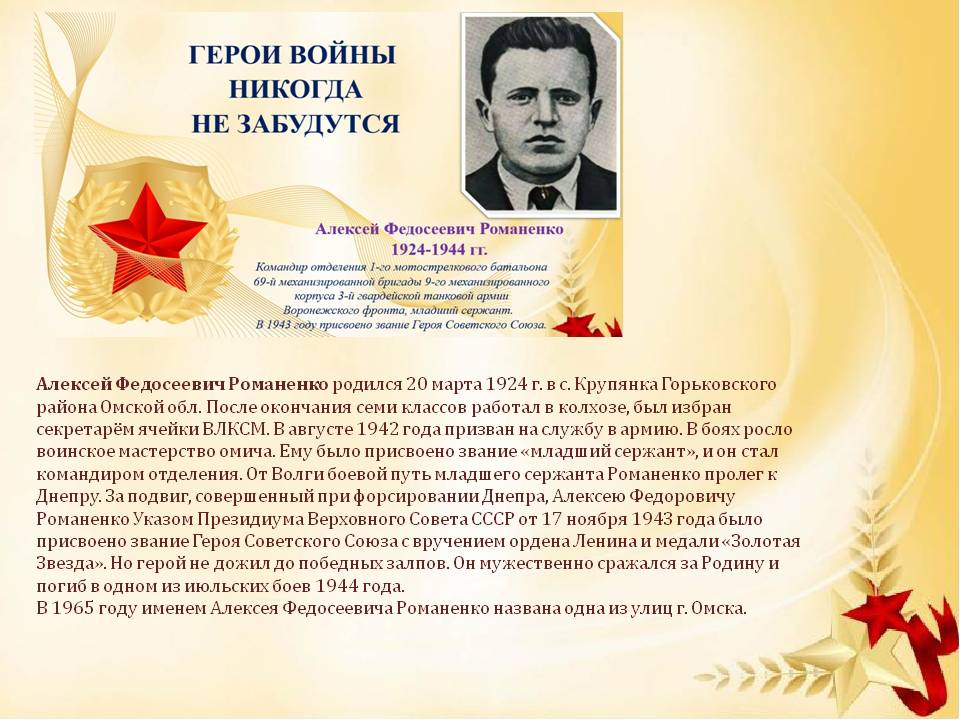 ГЕРОИ ВОЙНЫ
НИКОГДА
НЕ ЗАБУДУТСЯ
Алексей Федосеевич Романенко
1924-1944 гг.
Командир отделения 1-го мотострелкового батальона
69-й механизированной бригады 9-го механизированного
корпуса 3-й гвардейской танковой армии
Воронежского фронта, младший сержант.
В 1943 году присвоено звание Героя Советского Союза.
Алексей Федосеевич Романенко родился 20 марта 1924 г. в с. Крупянка Горьковского
района Омской обл. После окончания семи классов работал в колхозе, был избран
секретарём ячейки ВЛКСМ. В августе 1942 года призван на службу в армию. В боях росло
воинское мастерство омича. Ему было присвоено звание «младший сержант», и он стал
командиром отделения. От Волги боевой путь младшего сержанта Романенко пролег к
Днепру. За подвиг, совершенный при форсировании Днепра, Алексею Федоровичу
Романенко Указом Президиума Верховного Совета СССР от 17 ноября 1943 года было
присвоено звание Героя Советского Союза с вручением ордена Ленина и медали «Золотая
Звезда». Но герой не дожил до победных залпов. Он мужественно сражался за Родину и
погиб в одном из июльских боев 1944 года.
В 1965 году именем Алексея Федосеевича Романенко названа одна из улиц г. Омска.